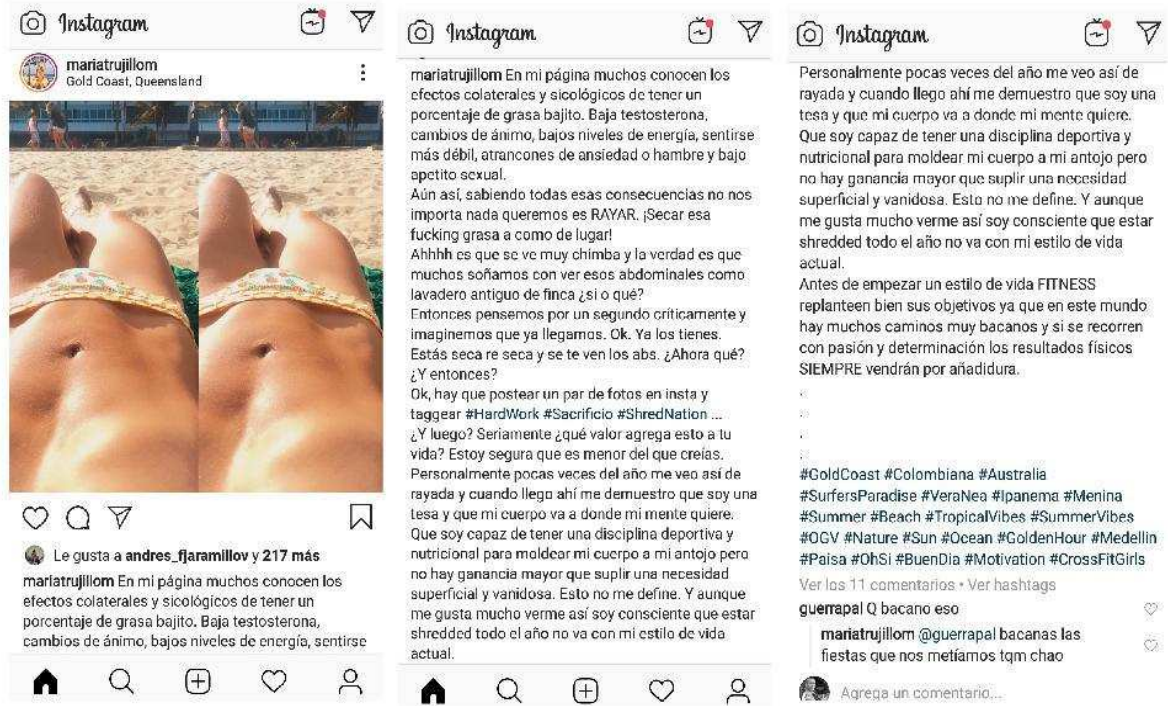 Instagram
mariatrujillom
Gold Coast, Queensland
Le gusta a andres_fjaramillov y 217 más
mariatrujillom En mi página muchos conocen los
efectos colaterales y sicológicos de tener un
porcentaje de grasa bajito. Baja testosterona,
cambios de ánimo, bajos niveles de energía, sentirse
Instagram
mariatrujillom En mi página muchos conocen los
efectos colaterales y sicológicos de tener un
porcentaje de grasa bajito. Baja testosterona,
cambios de ánimo, bajos niveles de energía, sentirse
más débil, atrancones de ansiedad o hambre y bajo
apetito sexual.
Aún así, sabiendo todas esas consecuencias no nos
importa nada queremos es RAYAR. ¡Secar esa
fucking grasa a como de lugar!
Ahhhh es que se ve muy chimba y la verdad es que
muchos soñamos con ver esos abdominales como
lavadero antiguo de finca ¿si o qué?
Entonces pensemos por un segundo críticamente y
imaginemos que ya llegamos. Ok. Ya los tienes.
Estás seca re seca y se te ven los abs. ¿Ahora qué?
¿Y entonces?
Ok, hay que postear un par de fotos en insta y
taggear #HardWork #Sacrificio #ShredNation ...
¿Y luego? Seriamente ¿qué valor agrega esto a tu
vida? Estoy segura que es menor del que creías.
Personalmente pocas veces del año me veo así de
rayada y cuando llego ahí me demuestro que soy una
tesa y que mi cuerpo va a donde mi mente quiere.
Que soy capaz de tener una disciplina deportiva y
nutricional para moldear mi cuerpo a mi antojo pero
no hay ganancia mayor que suplir una necesidad
superficial y vanidosa. Esto no me define. Y aunque
me gusta mucho verme así soy consciente que estar
shredded todo el año no va con mi estilo de vida
actual.
Instagram
Personalmente pocas veces del año me veo así de
rayada y cuando llego ahí me demuestro que soy una
tesa y que mi cuerpo va a donde mi mente quiere.
Que soy capaz de tener una disciplina deportiva y
nutricional para moldear mi cuerpo a mi antojo pero
no hay ganancia mayor que suplir una necesidad
superficial y vanidosa. Esto no me define. Y aunque
me gusta mucho verme así soy consciente que estar
shredded todo el año no va con mi estilo de vida
actual.
Antes de empezar un estilo de vida FITNESS
replanteen bien sus objetivos ya que en este mundo
hay muchos caminos muy bacanos y si se recorren
con pasión y determinación los resultados físicos
SIEMPRE vendrán por añadidura.
.
.
.
.
#GoldCoast #Colombiana #Australia
#SurfersParadise #VeraNea #Ipanema #Menina
#Summer #Beach #TropicalVibes #SummerVibes
#OGV #Nature #Sun #Ocean #GoldenHour #Medellin
#Paisa #OhSi #BuenDia #Motivation #CrossFitGirls
Ver los 11 comentarios • Ver hashtags
guerrapal Q bacano eso
mariatrujillom @guerrapal bacanas las
fiestas que nos metíamos tqm chao
Agrega un comentario...